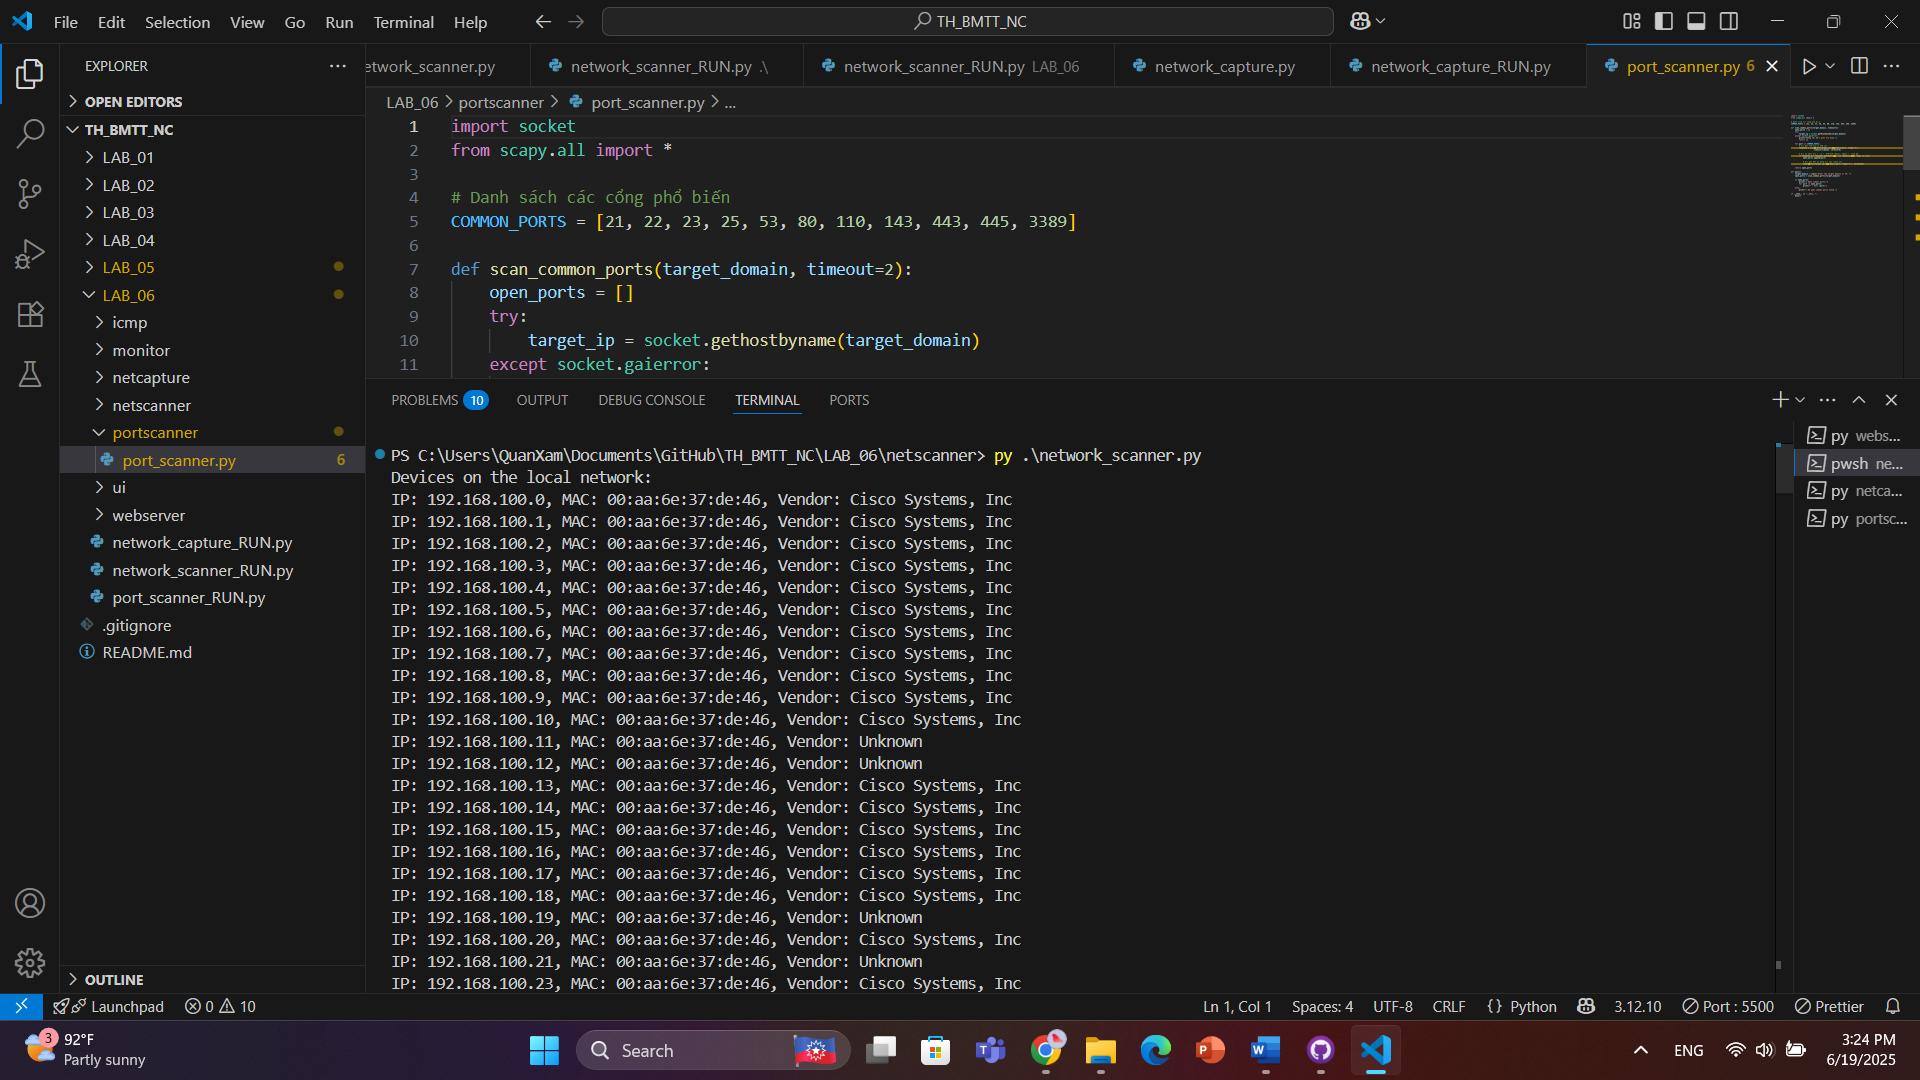 File Edit Selection View Go Run Terminal Help
TH_BMTT_NC
EXPLORER
OPEN EDITORS
TH_BMTT_NC
LAB_01
LAB_02
LAB_03
LAB_04
LAB_05
LAB_06
icmp
monitor
netcapture
netscanner
portscanner
port_scanner.py 6
ui
webserver
network_capture_RUN.py
network_scanner_RUN.py
port_scanner_RUN.py
.gitignore
README.md
OUTLINE
etwork_scanner.py network_scanner_RUN.py .\ network_scanner_RUN.py LAB_06 network_capture.py network_capture_RUN.py port_scanner.py 6
LAB_06 > portscanner > port_scanner.py > ...
1 import socket
2 from scapy.all import *
3
4 # Danh sách các cổng phổ biến
5 COMMON_PORTS = [21, 22, 23, 25, 53, 80, 110, 143, 443, 445, 3389]
6
7 def scan_common_ports(target_domain, timeout=2):
8 open_ports = []
9 try:
10 target_ip = socket.gethostbyname(target_domain)
11 except socket.gaierror:
PROBLEMS 10 OUTPUT DEBUG CONSOLE TERMINAL PORTS
PS C:\Users\QuanXam\Documents\GitHub\TH_BMTT_NC\LAB_06\netscanner> py .\network_scanner.py
Devices on the local network:
IP: 192.168.100.0, MAC: 00:aa:6e:37:de:46, Vendor: Cisco Systems, Inc
IP: 192.168.100.1, MAC: 00:aa:6e:37:de:46, Vendor: Cisco Systems, Inc
IP: 192.168.100.2, MAC: 00:aa:6e:37:de:46, Vendor: Cisco Systems, Inc
IP: 192.168.100.3, MAC: 00:aa:6e:37:de:46, Vendor: Cisco Systems, Inc
IP: 192.168.100.4, MAC: 00:aa:6e:37:de:46, Vendor: Cisco Systems, Inc
IP: 192.168.100.5, MAC: 00:aa:6e:37:de:46, Vendor: Cisco Systems, Inc
IP: 192.168.100.6, MAC: 00:aa:6e:37:de:46, Vendor: Cisco Systems, Inc
IP: 192.168.100.7, MAC: 00:aa:6e:37:de:46, Vendor: Cisco Systems, Inc
IP: 192.168.100.8, MAC: 00:aa:6e:37:de:46, Vendor: Cisco Systems, Inc
IP: 192.168.100.9, MAC: 00:aa:6e:37:de:46, Vendor: Cisco Systems, Inc
IP: 192.168.100.10, MAC: 00:aa:6e:37:de:46, Vendor: Cisco Systems, Inc
IP: 192.168.100.11, MAC: 00:aa:6e:37:de:46, Vendor: Unknown
IP: 192.168.100.12, MAC: 00:aa:6e:37:de:46, Vendor: Unknown
IP: 192.168.100.13, MAC: 00:aa:6e:37:de:46, Vendor: Cisco Systems, Inc
IP: 192.168.100.14, MAC: 00:aa:6e:37:de:46, Vendor: Cisco Systems, Inc
IP: 192.168.100.15, MAC: 00:aa:6e:37:de:46, Vendor: Cisco Systems, Inc
IP: 192.168.100.16, MAC: 00:aa:6e:37:de:46, Vendor: Cisco Systems, Inc
IP: 192.168.100.17, MAC: 00:aa:6e:37:de:46, Vendor: Cisco Systems, Inc
IP: 192.168.100.18, MAC: 00:aa:6e:37:de:46, Vendor: Cisco Systems, Inc
IP: 192.168.100.19, MAC: 00:aa:6e:37:de:46, Vendor: Unknown
IP: 192.168.100.20, MAC: 00:aa:6e:37:de:46, Vendor: Cisco Systems, Inc
IP: 192.168.100.21, MAC: 00:aa:6e:37:de:46, Vendor: Unknown
IP: 192.168.100.23, MAC: 00:aa:6e:37:de:46, Vendor: Cisco Systems, Inc
py webs...
pwsh ne...
py netca...
py portsc...
Launchpad 0 10 Ln 1, Col 1 Spaces: 4 UTF-8 CRLF {} Python 3.12.10 Port : 5500 Prettier
3 92°F
Partly sunny
Search
ENG
3:24 PM
6/19/2025